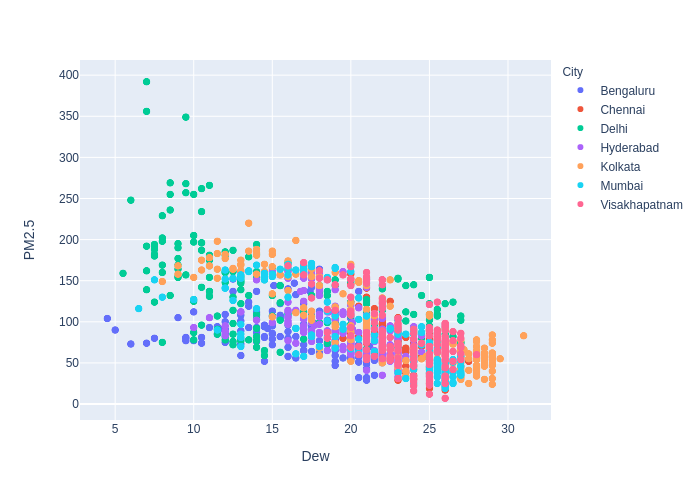 City
Bengaluru
Chennai
Delhi
Hyderabad
Kolkata
Mumbai
Visakhapatnam
PM2.5
400
350
300
250
200
150
100
50
0
5 10 15 20 25 30
Dew